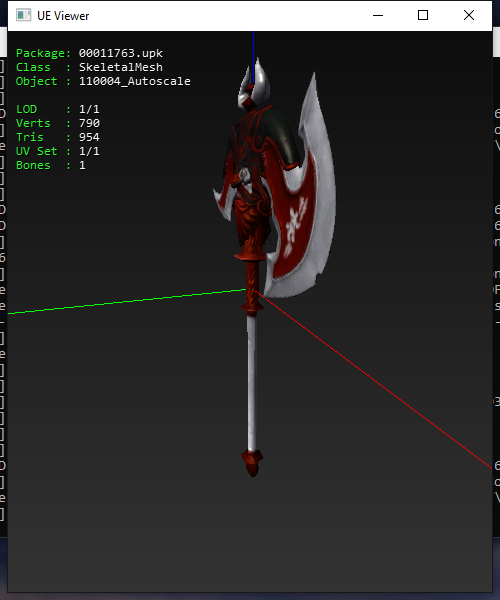 UE Viewer
Package: 00011763.upk
Class : SkeletalMesh
Object : 110004_Autoscale
LOD : 1/1
Verts : 790
Tris : 954
UV Set : 1/1
Bones : 1